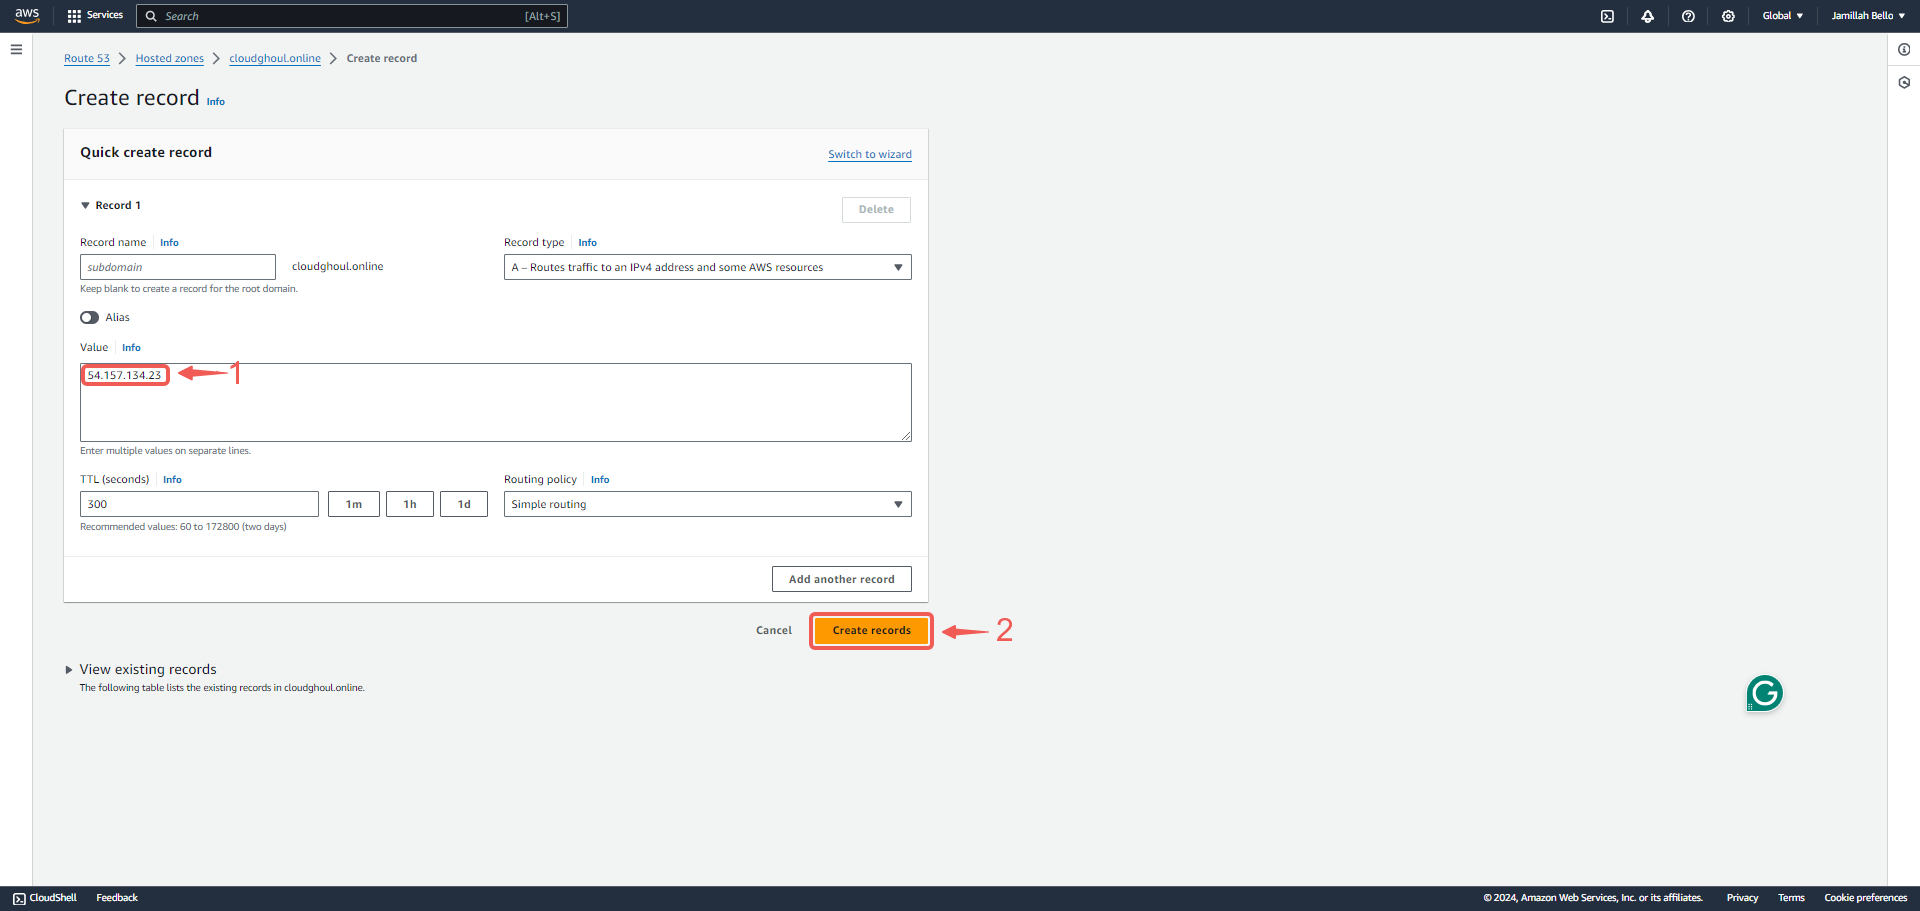 aws Services Search [Alt+S] Global Jamillah Bello
Route 53 Hosted zones cloudghoul.online Create record
Create record Info
Quick create record
Switch to wizard
Record 1
Delete
Record name Info
Record type Info
subdomain cloudghoul.online
A – Routes traffic to an IPv4 address and some AWS resources
Keep blank to create a record for the root domain.
Alias
Value Info
54.157.134.23 1
Enter multiple values on separate lines.
TTL (seconds) Info
Routing policy Info
300 1m 1h 1d
Simple routing
Recommended values: 60 to 172800 (two days)
Add another record
Cancel Create records 2
View existing records
The following table lists the existing records in cloudghoul.online.
G
CloudShell Feedback © 2024, Amazon Web Services, Inc. or its affiliates. Privacy Terms Cookie preferences